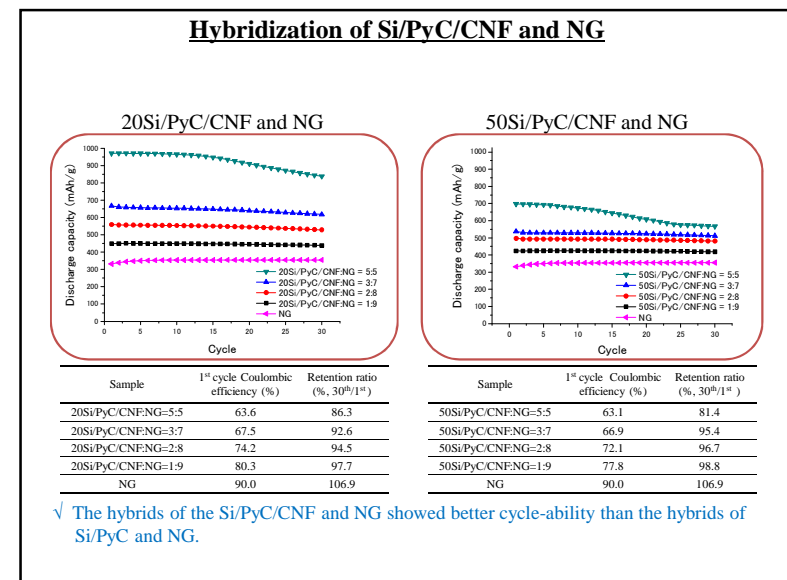 Hybridization of Si/PyC/CNF and NG
20Si/PyC/CNF and NG
1000
900
800
700
600
500
400
300
200
100
0
Discharge capacity (mAh/g)
20Si/PyC/CNF:NG = 5:5
20Si/PyC/CNF:NG = 3:7
20Si/PyC/CNF:NG = 2:8
20Si/PyC/CNF:NG = 1:9
NG
0 5 10 15 20 25 30
Cycle
Sample 1st cycle Coulombic efficiency (%) Retention ratio (%, 30th/1st )
20Si/PyC/CNF:NG=5:5 63.6 86.3
20Si/PyC/CNF:NG=3:7 67.5 92.6
20Si/PyC/CNF:NG=2:8 74.2 94.5
20Si/PyC/CNF:NG=1:9 80.3 97.7
NG 90.0 106.9
50Si/PyC/CNF and NG
1000
900
800
700
600
500
400
300
200
100
0
Discharge capacity (mAh/g)
50Si/PyC/CNF:NG = 5:5
50Si/PyC/CNF:NG = 3:7
50Si/PyC/CNF:NG = 2:8
50Si/PyC/CNF:NG = 1:9
NG
0 5 10 15 20 25 30
Cycle
Sample 1st cycle Coulombic efficiency (%) Retention ratio (%, 30th/1st )
50Si/PyC/CNF:NG=5:5 63.1 81.4
50Si/PyC/CNF:NG=3:7 66.9 95.4
50Si/PyC/CNF:NG=2:8 72.1 96.7
50Si/PyC/CNF:NG=1:9 77.8 98.8
NG 90.0 106.9
√ The hybrids of the Si/PyC/CNF and NG showed better cycle-ability than the hybrids of
Si/PyC and NG.